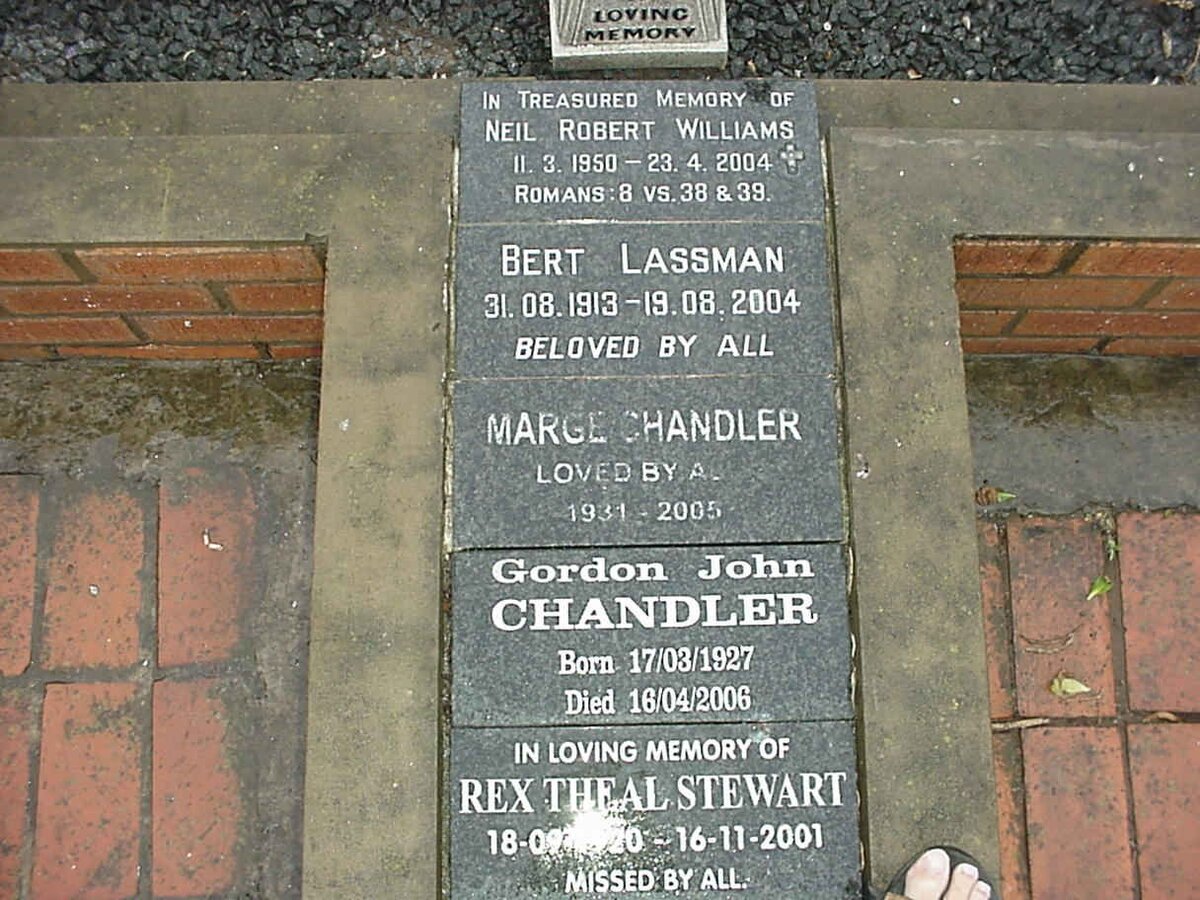 LOVING
MEMORY
IN TREASURED MEMORY OF
NEIL ROBERT WILLIAMS
11. 3. 1950 – 23. 4. 2004
ROMANS: 8 VS. 38 & 39.
BERT LASSMAN
31. 08. 1913 – 19. 08. 2004
BELOVED BY ALL
MARGE CHANDLER
LOVED BY
1931 - 2005
Gordon John
CHANDLER
Born 17/03/1927
Died 16/04/2006
IN LOVING MEMORY OF
REX THEAL STEWART
– 16-11-2001
MISSED BY ALL.